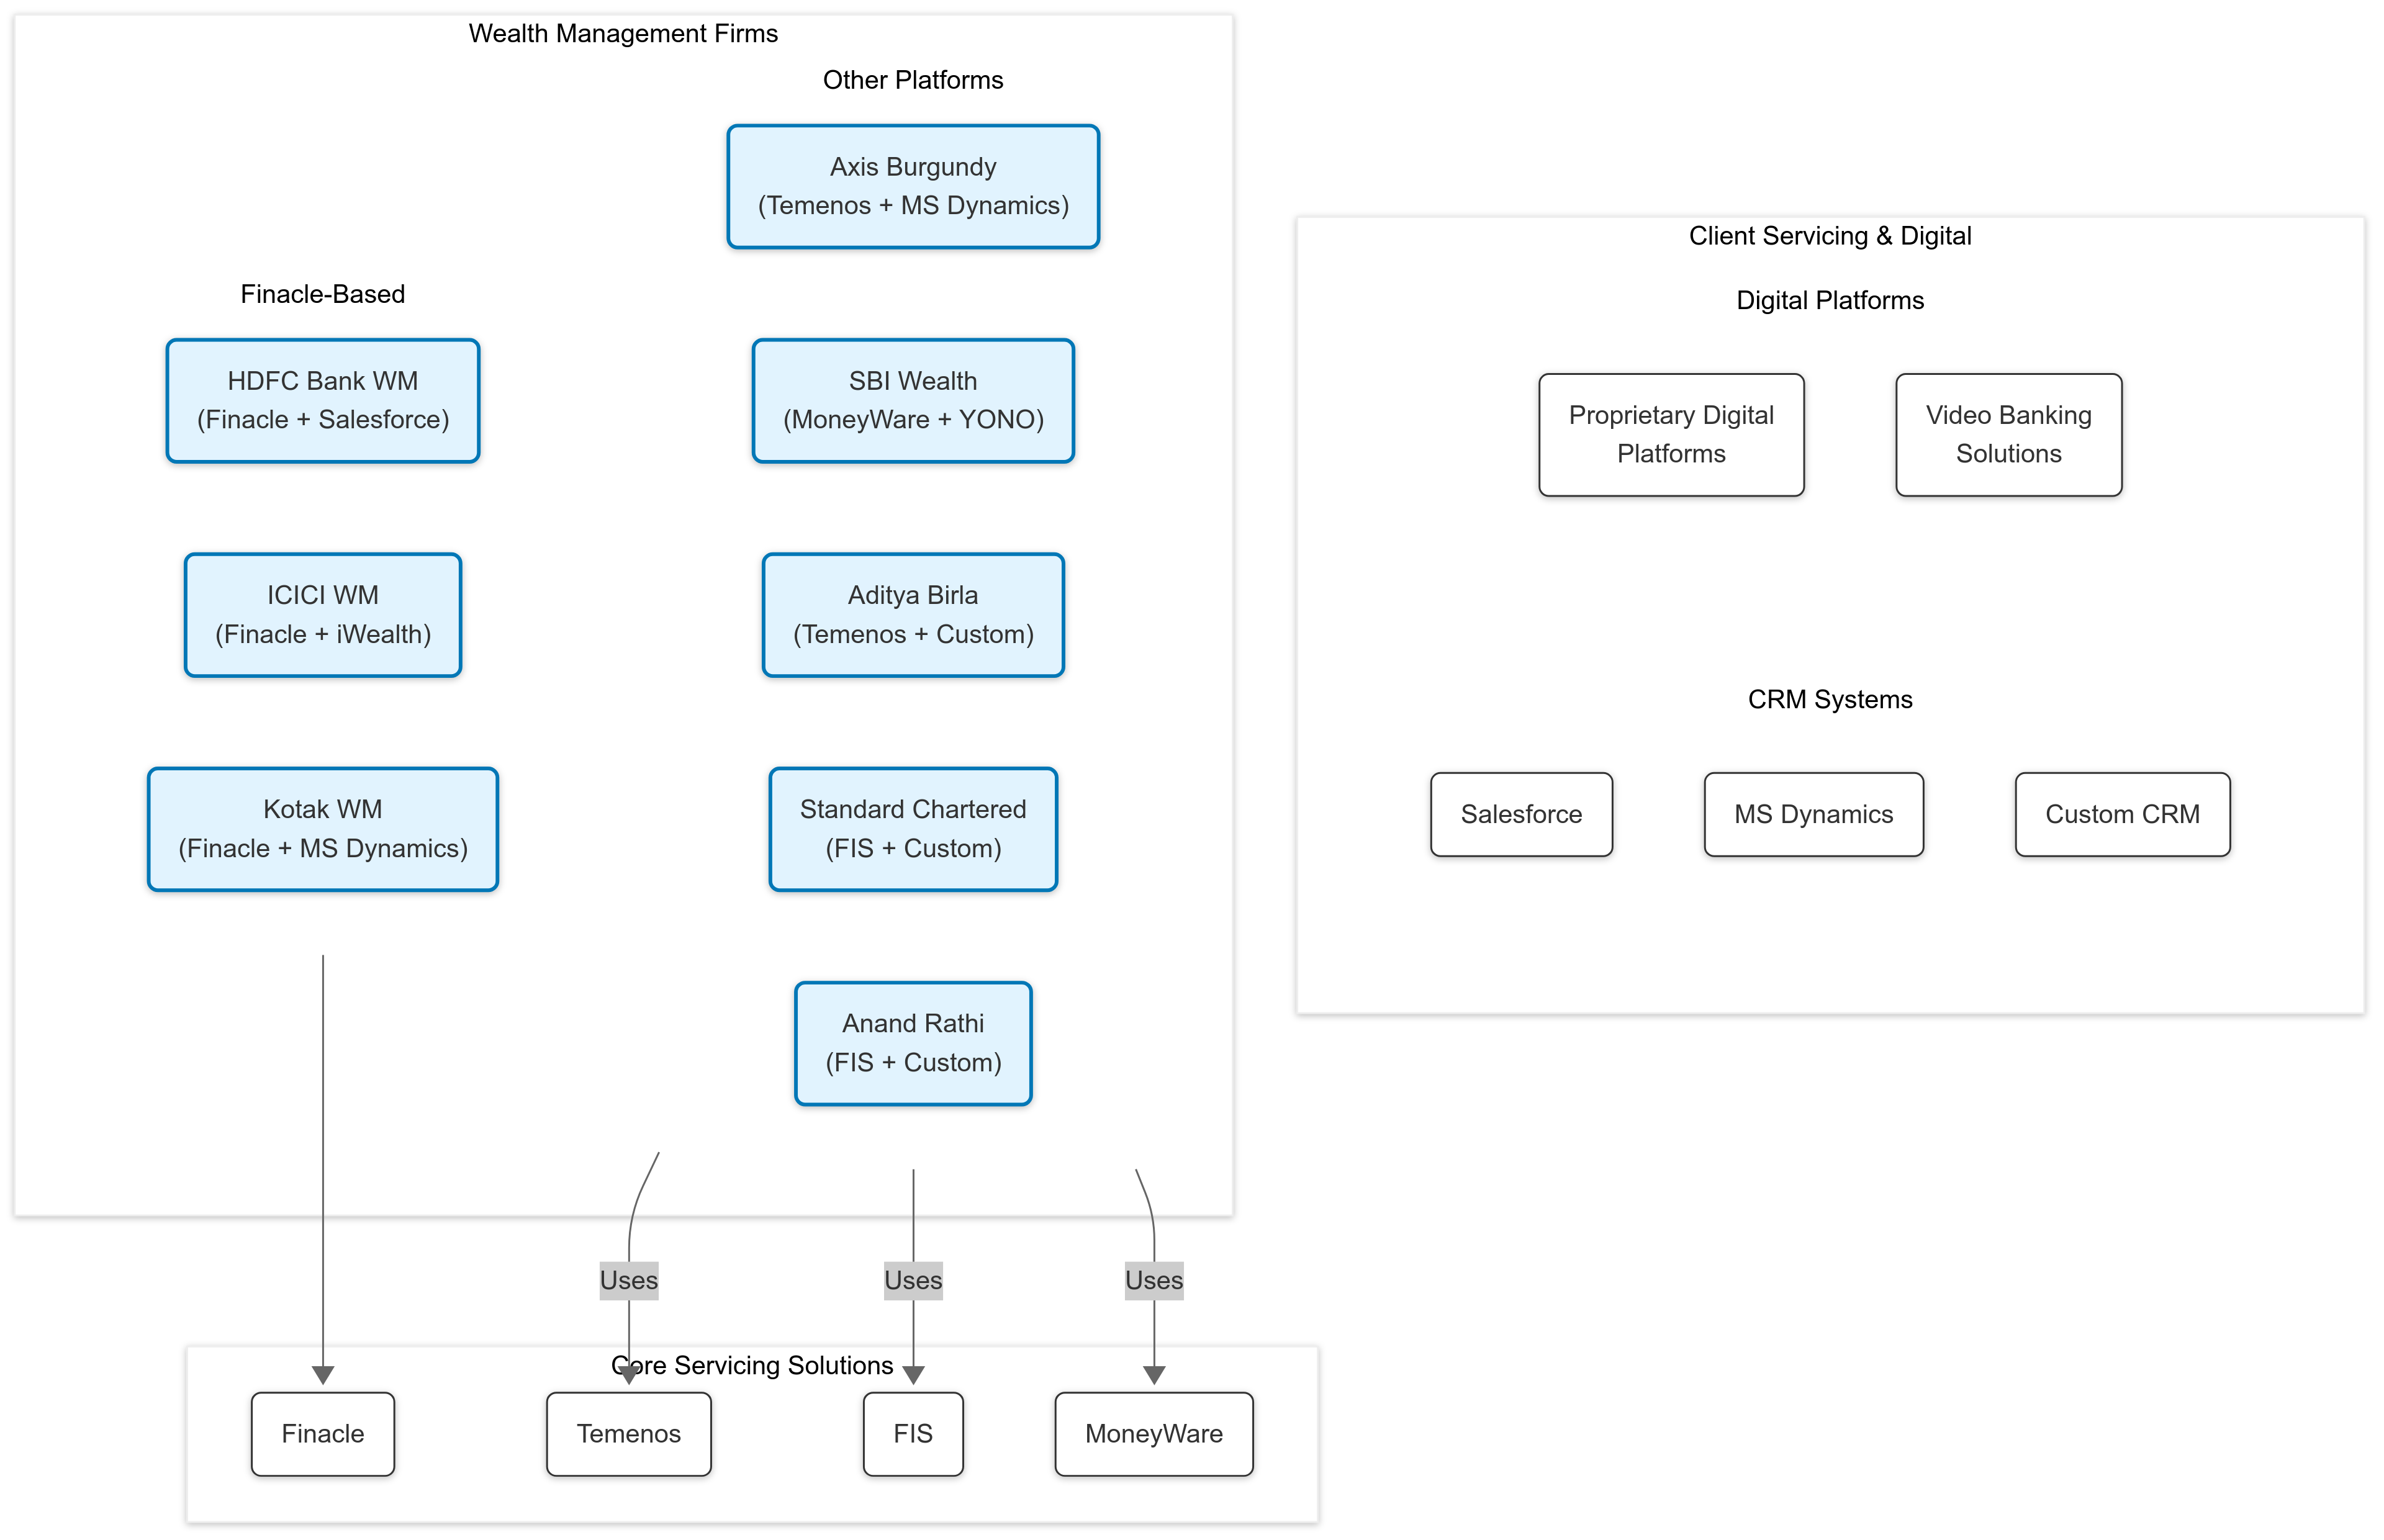 Wealth Management Firms
Other Platforms
Axis Burgundy
(Temenos + MS Dynamics)
Finacle-Based
HDFC Bank WM
(Finacle + Salesforce)
SBI Wealth
(MoneyWare + YONO)
ICICI WM
(Finacle + iWealth)
Aditya Birla
(Temenos + Custom)
Kotak WM
(Finacle + MS Dynamics)
Standard Chartered
(FIS + Custom)
Anand Rathi
(FIS + Custom)
Client Servicing & Digital
Digital Platforms
Proprietary Digital
Platforms
Video Banking
Solutions
CRM Systems
Salesforce
MS Dynamics
Custom CRM
Uses
Uses
Uses
Core Servicing Solutions
Finacle
Temenos
FIS
MoneyWare